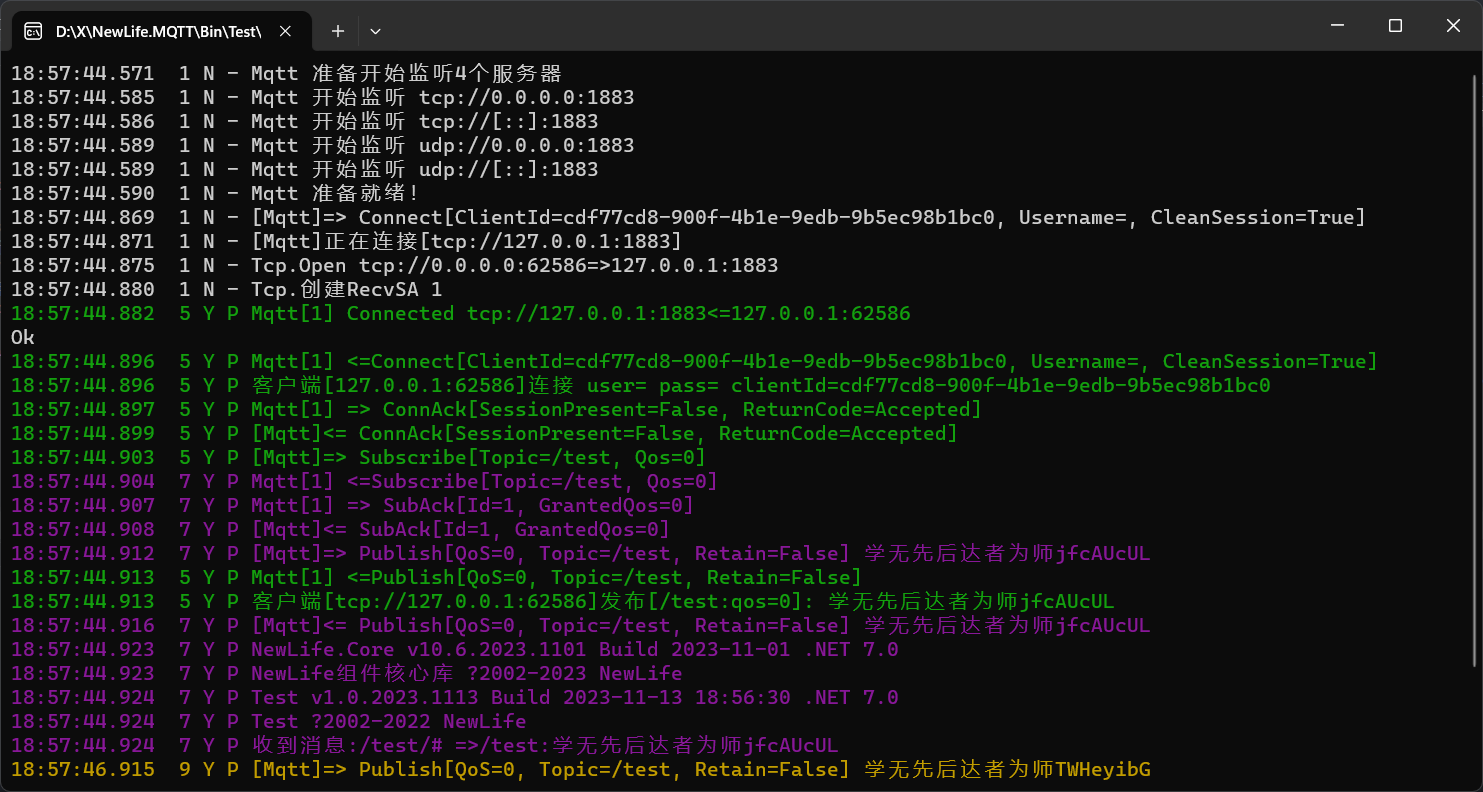 D:\X\NewLife.MQTT\Bin\Test\
18:57:44.571  1 N - Mqtt 准备开始监听4个服务器
18:57:44.585  1 N - Mqtt 开始监听 tcp://0.0.0.0:1883
18:57:44.586  1 N - Mqtt 开始监听 tcp://[::]:1883
18:57:44.589  1 N - Mqtt 开始监听 udp://0.0.0.0:1883
18:57:44.589  1 N - Mqtt 开始监听 udp://[::]:1883
18:57:44.590  1 N - Mqtt 准备就绪!
18:57:44.869  1 N - [Mqtt]=> Connect[ClientId=cdf77cd8-900f-4b1e-9edb-9b5ec98b1bc0, Username=, CleanSession=True]
18:57:44.871  1 N - [Mqtt]正在连接[tcp://127.0.0.1:1883]
18:57:44.875  1 N - Tcp.Open tcp://0.0.0.0:62586=>127.0.0.1:1883
18:57:44.880  1 N - Tcp.创建RecvSA 1
18:57:44.882  5 Y P Mqtt[1] Connected tcp://127.0.0.1:1883<=127.0.0.1:62586
Ok
18:57:44.896  5 Y P Mqtt[1] <=Connect[ClientId=cdf77cd8-900f-4b1e-9edb-9b5ec98b1bc0, Username=, CleanSession=True]
18:57:44.896  5 Y P 客户端[127.0.0.1:62586]连接 user= pass= clientId=cdf77cd8-900f-4b1e-9edb-9b5ec98b1bc0
18:57:44.897  5 Y P Mqtt[1] => ConnAck[SessionPresent=False, ReturnCode=Accepted]
18:57:44.899  5 Y P [Mqtt]<= ConnAck[SessionPresent=False, ReturnCode=Accepted]
18:57:44.903  5 Y P [Mqtt]=> Subscribe[Topic=/test, Qos=0]
18:57:44.904  7 Y P Mqtt[1] <=Subscribe[Topic=/test, Qos=0]
18:57:44.907  7 Y P Mqtt[1] => SubAck[Id=1, GrantedQos=0]
18:57:44.908  7 Y P [Mqtt]<= SubAck[Id=1, GrantedQos=0]
18:57:44.912  7 Y P [Mqtt]=> Publish[QoS=0, Topic=/test, Retain=False] 学无先后达者为师jfcAUcUL
18:57:44.913  5 Y P Mqtt[1] <=Publish[QoS=0, Topic=/test, Retain=False]
18:57:44.913  5 Y P 客户端[tcp://127.0.0.1:62586]发布[/test:qos=0]: 学无先后达者为师jfcAUcUL
18:57:44.916  7 Y P [Mqtt]<= Publish[QoS=0, Topic=/test, Retain=False] 学无先后达者为师jfcAUcUL
18:57:44.923  7 Y P NewLife.Core v10.6.2023.1101 Build 2023-11-01 .NET 7.0
18:57:44.923  7 Y P NewLife组件核心库 ?2002-2023 NewLife
18:57:44.924  7 Y P Test v1.0.2023.1113 Build 2023-11-13 18:56:30 .NET 7.0
18:57:44.924  7 Y P Test ?2002-2022 NewLife
18:57:44.924  7 Y P 收到消息:/test/# =>/test:学无先后达者为师jfcAUcUL
18:57:46.915  9 Y P [Mqtt]=> Publish[QoS=0, Topic=/test, Retain=False] 学无先后达者为师TWHeyibG